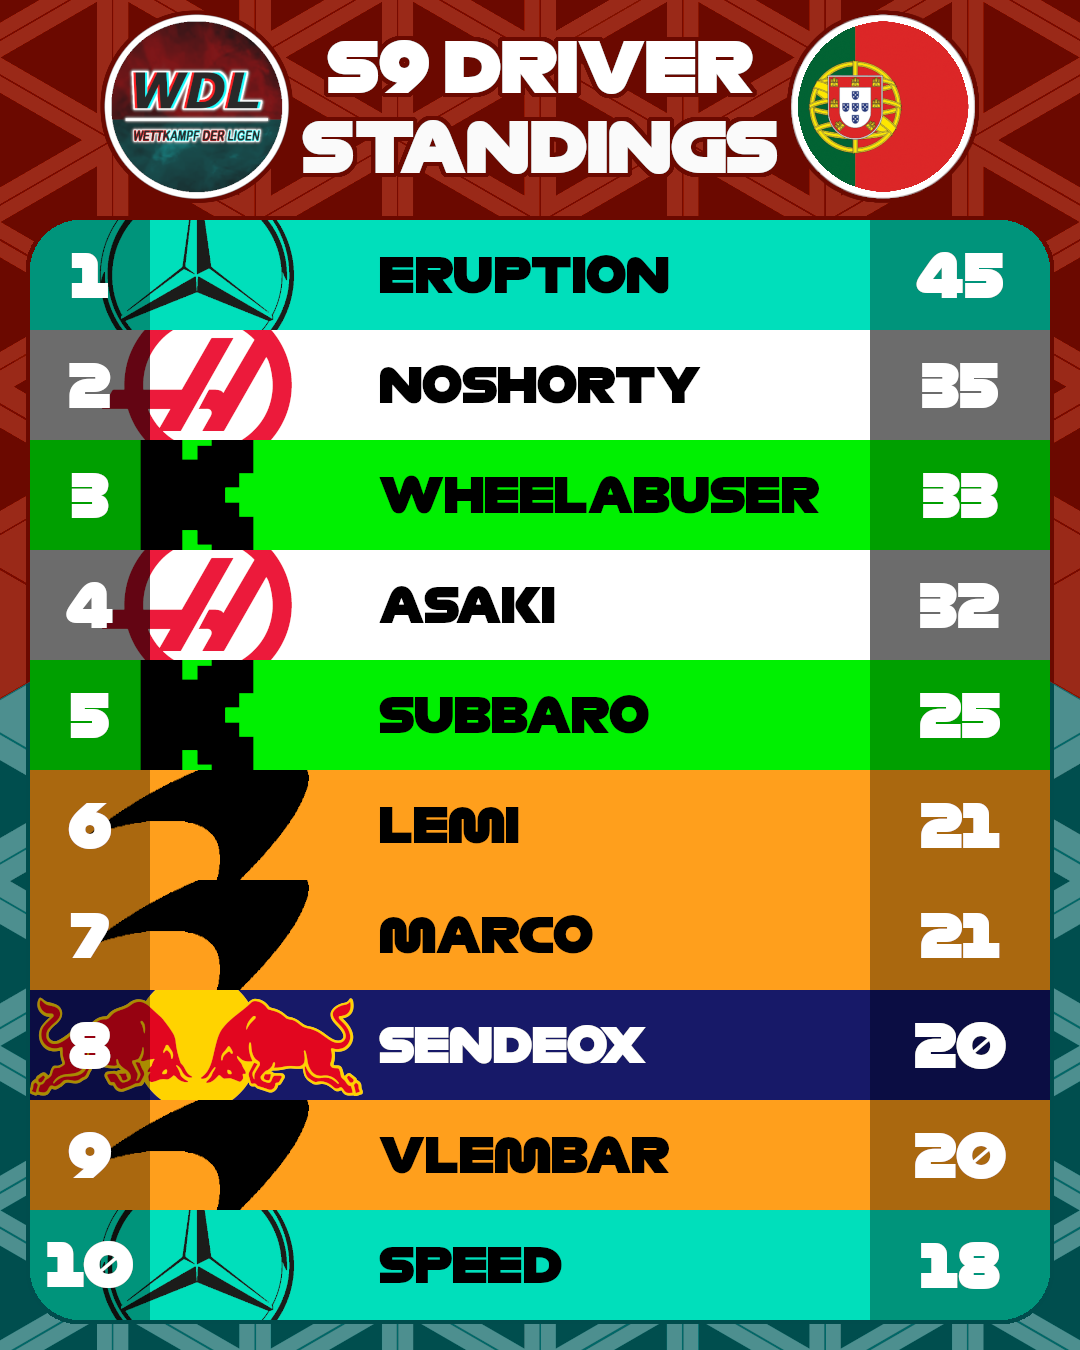 WDL
WETTKAMPF DER LIGEN
S9 DRIVER
STANDINGS
1 ERUPTION 45
2 NOSHORTY 35
3 WHEELABUSER 33
4 ASAKI 32
5 SUBBARO 25
6 LEMI 21
7 MARCO 21
8 SENDEOX 20
9 VLEMBAR 20
10 SPEED 18